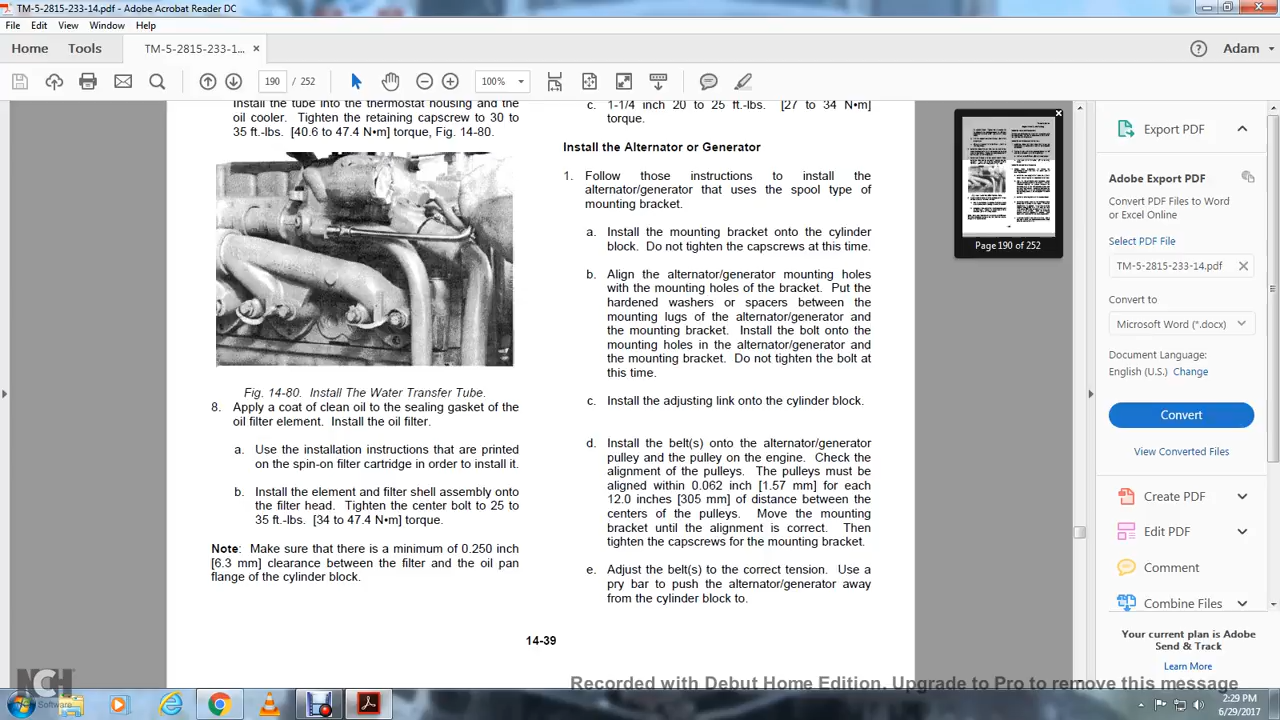 TM-5-2815-233-14.pdf - Adobe Acrobat Reader DC
File Edit View Window Help
Home Tools TM-5-2815-233-1... × Adam
190 / 252 100%
Install the tube into the thermostat housing and the
oil cooler. Tighten the retaining capscrew to 30 to
35 ft.-lbs. [40.6 to 47.4 N•m] torque, Fig. 14-80.
Fig. 14-80. Install The Water Transfer Tube.
8. Apply a coat of clean oil to the sealing gasket of the
oil filter element. Install the oil filter.
a. Use the installation instructions that are printed
on the spin-on filter cartridge in order to install it.
b. Install the element and filter shell assembly onto
the filter head. Tighten the center bolt to 25 to
35 ft.-lbs. [34 to 47.4 N•m] torque.
Note: Make sure that there is a minimum of 0.250 inch
[6.3 mm] clearance between the filter and the oil pan
flange of the cylinder block.
c. 1-1/4 inch 20 to 25 ft.-lbs. [27 to 34 N•m]
torque.
Install the Alternator or Generator
1. Follow those instructions to install the
alternator/generator that uses the spool type of
mounting bracket.
a. Install the mounting bracket onto the cylinder
block. Do not tighten the capscrews at this time.
b. Align the alternator/generator mounting holes
with the mounting holes of the bracket. Put the
hardened washers or spacers between the
mounting lugs of the alternator/generator and
the mounting bracket. Install the bolt onto the
mounting holes in the alternator/generator and
the mounting bracket. Do not tighten the bolt at
this time.
c. Install the adjusting link onto the cylinder block.
d. Install the belt(s) onto the alternator/generator
pulley and the pulley on the engine. Check the
alignment of the pulleys. The pulleys must be
aligned within 0.062 inch [1.57 mm] for each
12.0 inches [305 mm] of distance between the
centers of the pulleys. Move the mounting
bracket until the alignment is correct. Then
tighten the capscrews for the mounting bracket.
e. Adjust the belt(s) to the correct tension. Use a
pry bar to push the alternator/generator away
from the cylinder block to.
14-39
Page 190 of 252
Export PDF
Adobe Export PDF
Convert PDF Files to Word
or Excel Online
Select PDF File
TM-5-2815-233-14.pdf
Convert to
Microsoft Word (*.docx)
Document Language:
English (U.S.) Change
Convert
View Converted Files
Create PDF
Edit PDF
Comment
Combine Files
Your current plan is Adobe
Send & Track
Learn More
NCH Software
Recorded with Debut Home Edition. Upgrade to Pro to remove this message
2:29 PM
6/29/2017